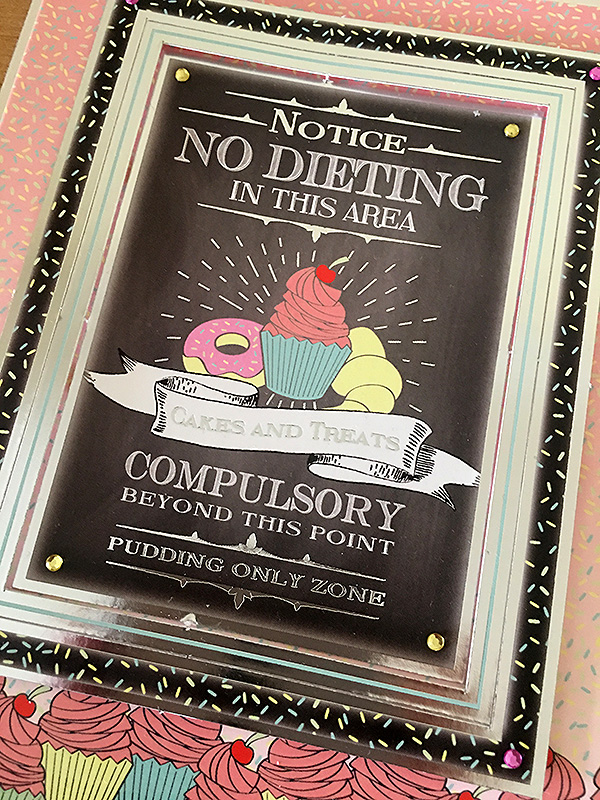 NOTICE
NO DIETING
IN THIS AREA
CAKES AND TREATS
COMPULSORY
BEYOND THIS POINT
PUDDING ONLY ZONE